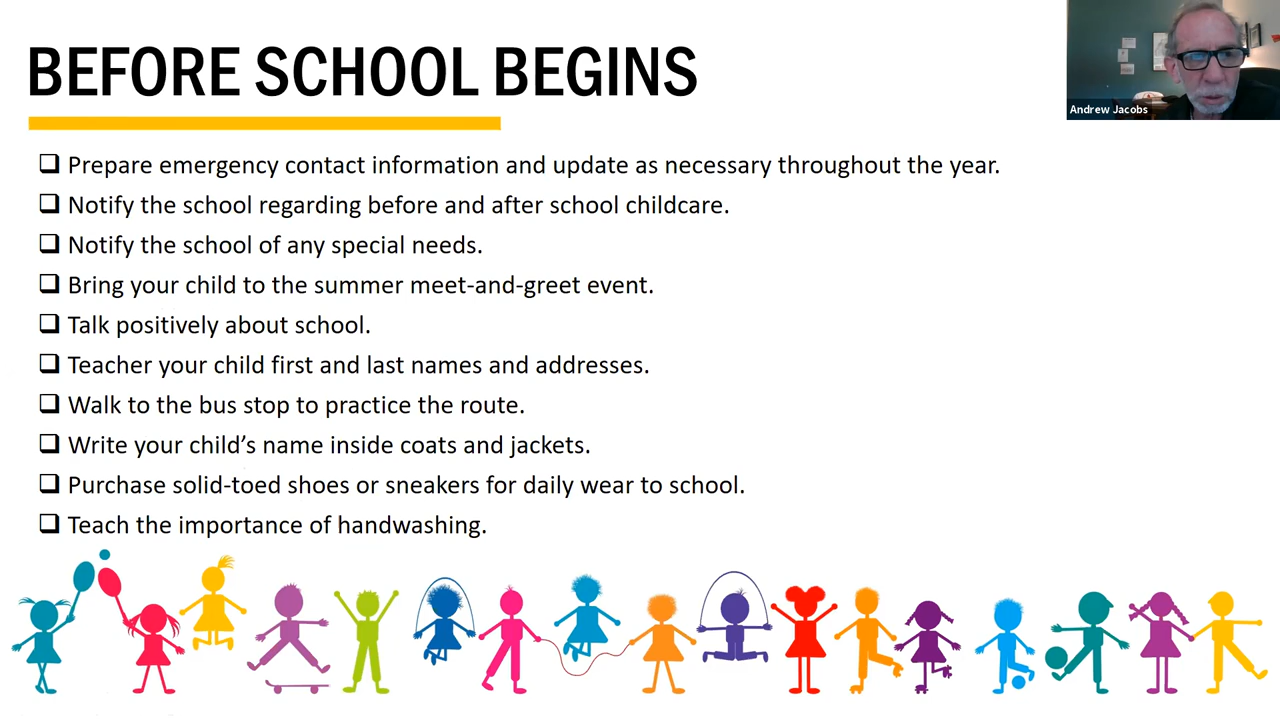 BEFORE SCHOOL BEGINS
Andrew Jacobs
Prepare emergency contact information and update as necessary throughout the year.
Notify the school regarding before and after school childcare.
Notify the school of any special needs.
Bring your child to the summer meet-and-greet event.
Talk positively about school.
Teacher your child first and last names and addresses.
Walk to the bus stop to practice the route.
Write your child’s name inside coats and jackets.
Purchase solid-toed shoes or sneakers for daily wear to school.
Teach the importance of handwashing.